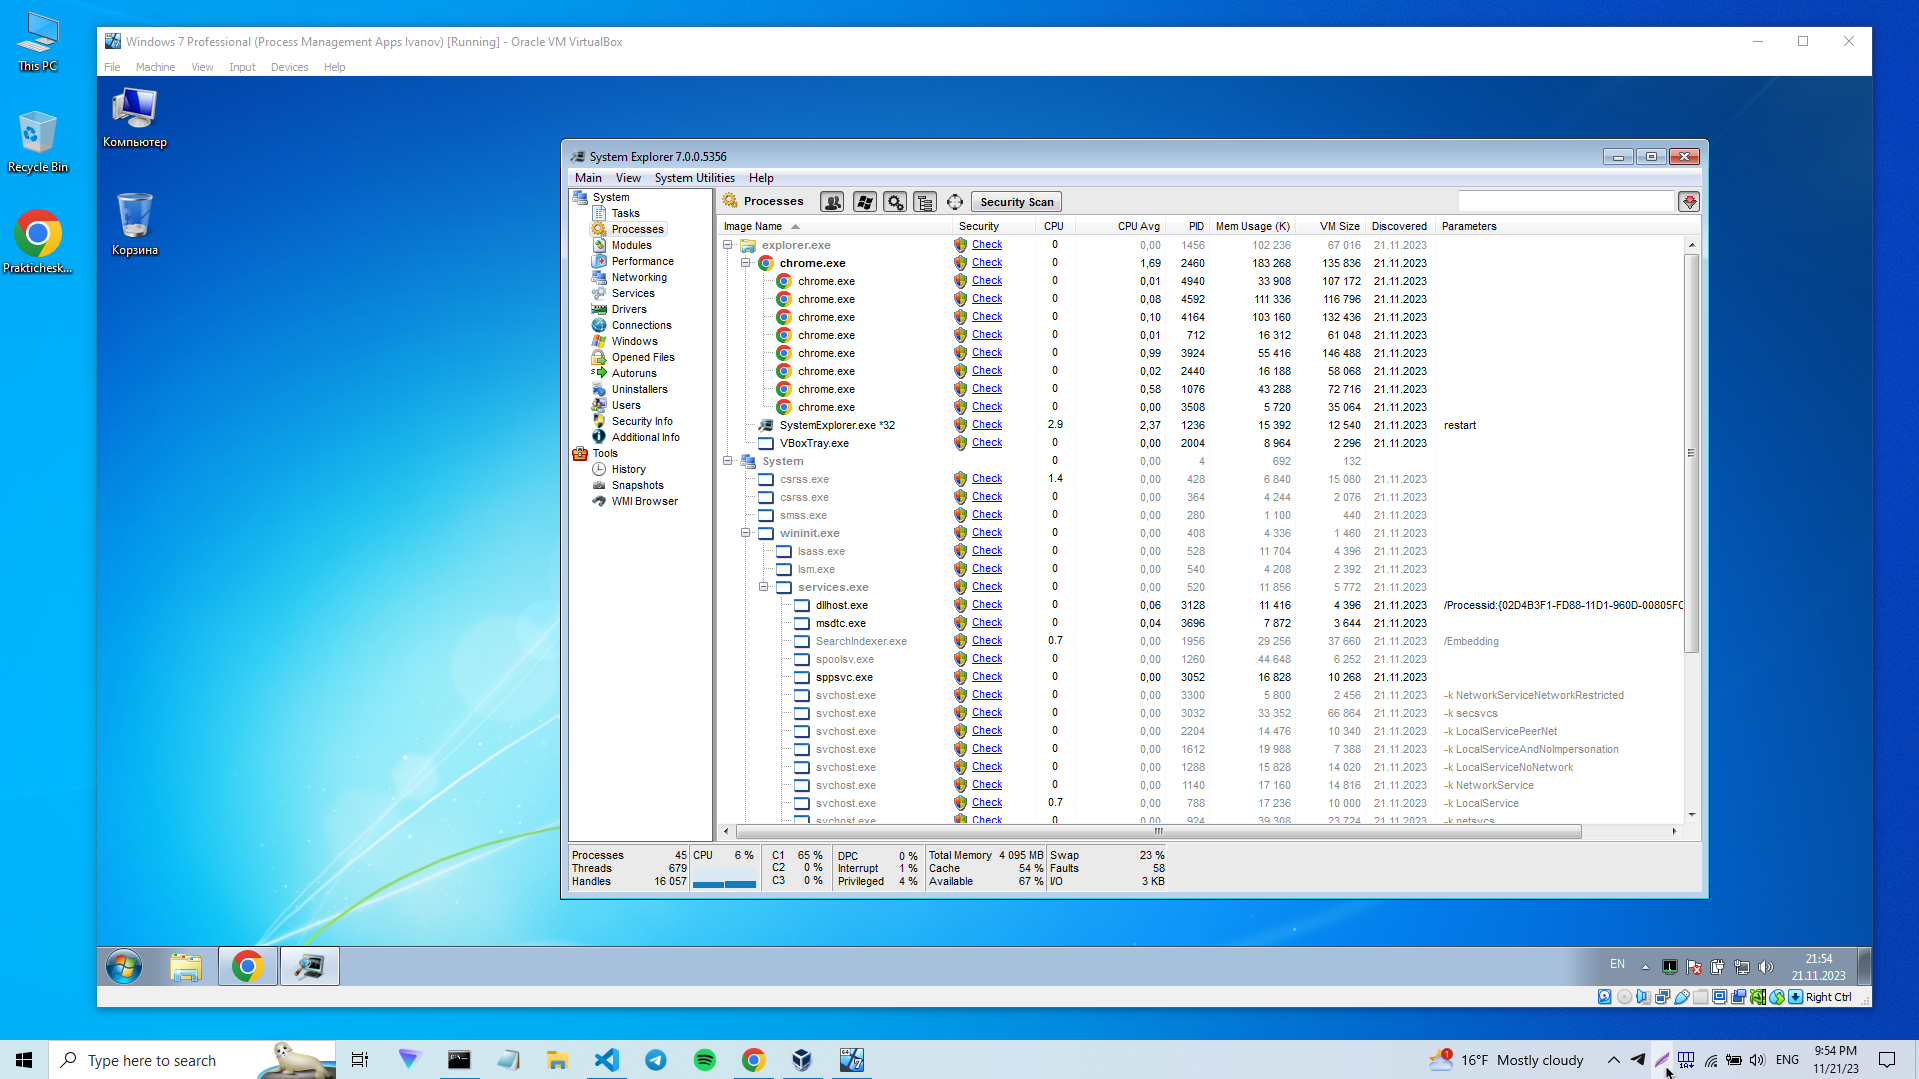 This PC
Recycle Bin
Praktichesk...
Windows 7 Professional (Process Management Apps Ivanov) [Running] - Oracle VM VirtualBox
File Machine View Input Devices Help
Компьютер
Корзина
System Explorer 7.0.0.5356
Main View System Utilities Help
System
Tasks
Processes
Modules
Performance
Networking
Services
Drivers
Connections
Windows
Opened Files
Autoruns
Uninstallers
Users
Security Info
Additional Info
Tools
History
Snapshots
WMI Browser
Processes Security Scan
Image Name Security CPU CPU Avg PID Mem Usage (K) VM Size Discovered Parameters
explorer.exe Check 0 0,00 1456 102 236 67 016 21.11.2023
chrome.exe Check 0 1,69 2460 183 268 135 836 21.11.2023
chrome.exe Check 0 0,01 4940 33 908 107 172 21.11.2023
chrome.exe Check 0 0,08 4592 111 336 116 796 21.11.2023
chrome.exe Check 0 0,10 4164 103 160 132 436 21.11.2023
chrome.exe Check 0 0,01 712 16 312 61 048 21.11.2023
chrome.exe Check 0 0,99 3924 55 416 146 488 21.11.2023
chrome.exe Check 0 0,02 2440 16 188 58 068 21.11.2023
chrome.exe Check 0 0,58 1076 43 288 72 716 21.11.2023
chrome.exe Check 0 0,00 3508 5 720 35 064 21.11.2023
SystemExplorer.exe *32 Check 2.9 2,37 1236 15 392 12 540 21.11.2023 restart
VBoxTray.exe Check 0 0,00 2004 8 964 2 296 21.11.2023
System 0 0,00 4 692 132
csrss.exe Check 1.4 0,00 428 6 840 15 080 21.11.2023
csrss.exe Check 0 0,00 364 4 244 2 076 21.11.2023
smss.exe Check 0 0,00 280 1 100 440 21.11.2023
wininit.exe Check 0 0,00 408 4 336 1 460 21.11.2023
lsass.exe Check 0 0,00 528 11 704 4 396 21.11.2023
lsm.exe Check 0 0,00 540 4 208 2 392 21.11.2023
services.exe Check 0 0,00 520 11 856 5 772 21.11.2023
dllhost.exe Check 0 0,06 3128 11 416 4 396 21.11.2023 /Processid:{02D4B3F1-FD88-11D1-960D-00805FC
msdtc.exe Check 0 0,04 3696 7 872 3 644 21.11.2023
SearchIndexer.exe Check 0.7 0,00 1956 29 256 37 660 21.11.2023 /Embedding
spoolsv.exe Check 0 0,00 1260 44 648 6 252 21.11.2023
sppsvc.exe Check 0 0,00 3052 16 828 10 268 21.11.2023
svchost.exe Check 0 0,00 3300 5 800 2 456 21.11.2023 -k NetworkServiceNetworkRestricted
svchost.exe Check 0 0,00 3032 33 352 66 864 21.11.2023 -k secsvcs
svchost.exe Check 0 0,00 2204 14 476 10 340 21.11.2023 -k LocalServicePeerNet
svchost.exe Check 0 0,00 1612 19 988 7 388 21.11.2023 -k LocalServiceAndNoImpersonation
svchost.exe Check 0 0,00 1288 15 828 14 020 21.11.2023 -k LocalServiceNoNetwork
svchost.exe Check 0 0,00 1140 17 160 14 816 21.11.2023 -k NetworkService
svchost.exe Check 0.7 0,00 788 17 236 10 000 21.11.2023 -k LocalService
svchost.exe Check 0 0,00 924 39 308 23 724 21.11.2023 -k netsvcs
Processes 45 CPU 6 % C1 65 % DPC 0 % Total Memory 4 095 MB Swap 23 %
Threads 679 C2 0 % Interrupt 1 % Cache 54 % Faults 58
Handles 16 057 C3 0 % Privileged 4 % Available 67 % I/O 3 KB
EN 21:54
21.11.2023
Right Ctrl
Type here to search
1 16°F Mostly cloudy ENG 9:54 PM
11/21/23